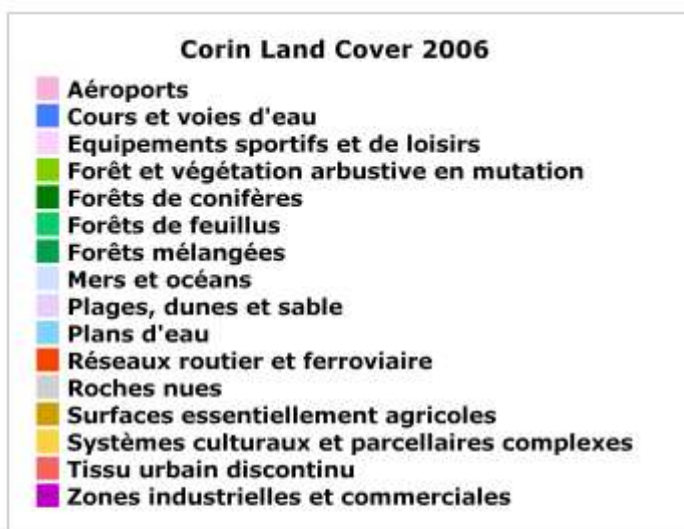 Corin Land Cover 2006
Aéroports
Cours et voies d'eau
Equipements sportifs et de loisirs
Forêt et végétation arbustive en mutation
Forêts de conifères
Forêts de feuillus
Forêts mélangées
Mers et océans
Plages, dunes et sable
Plans d'eau
Réseaux routier et ferroviaire
Roches nues
Surfaces essentiellement agricoles
Systèmes culturaux et parcellaires complexes
Tissu urbain discontinu
Zones industrielles et commerciales